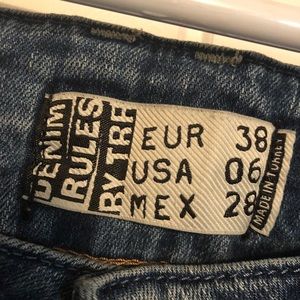 DENIM
RULES
BY TRF
EUR 38
USA 06
MEX 28
MADE IN